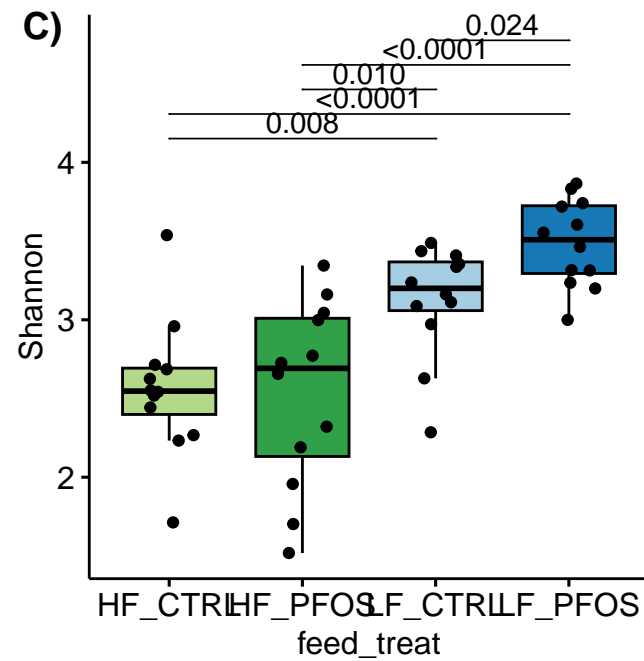 C)
0.024
<0.0001
0.010
<0.0001
0.008
4
3
2
Shannon
HF_CTRL HF_PFOS LF_CTRL LF_PFOS
feed_treat